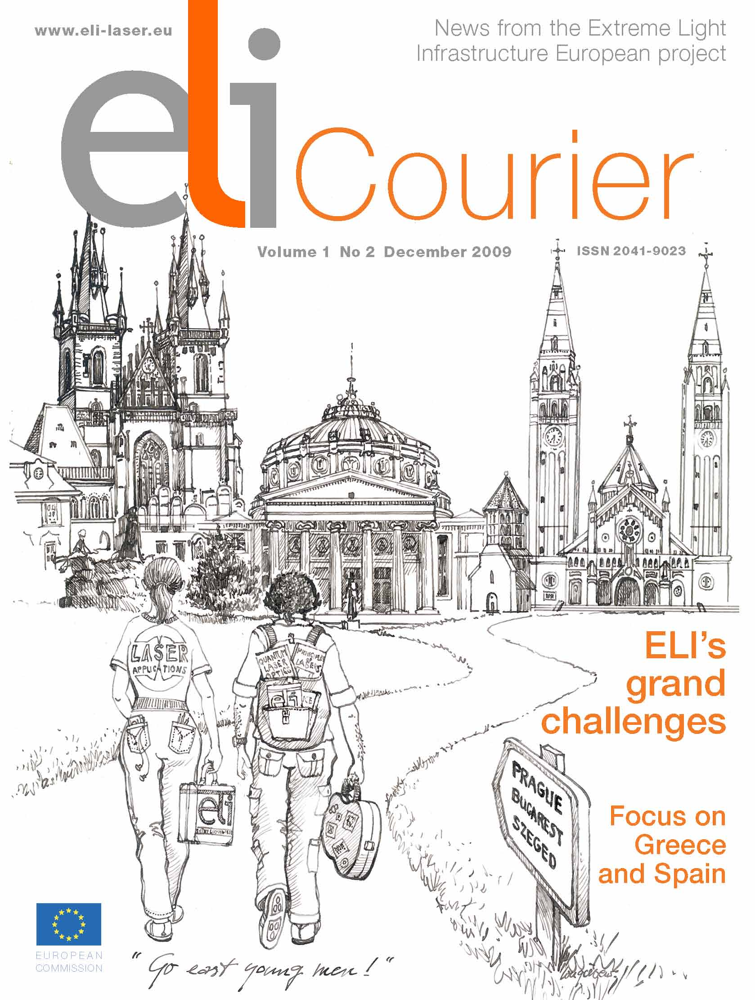 www.eli-laser.eu
News from the Extreme Light
Infrastructure European project
eli Courier
Volume 1 No 2 December 2009
ISSN 2041-9023
LASER
APPLICATIONS
QUANTUM
LASER
OPTICS
PRINCIPLES
OF
LASERS
eli
ELI's
grand
challenges
PRAGUE
BUCAREST
SZEGED
Focus on
Greece
and Spain
EUROPEAN
COMMISSION
" Go east young men ! "